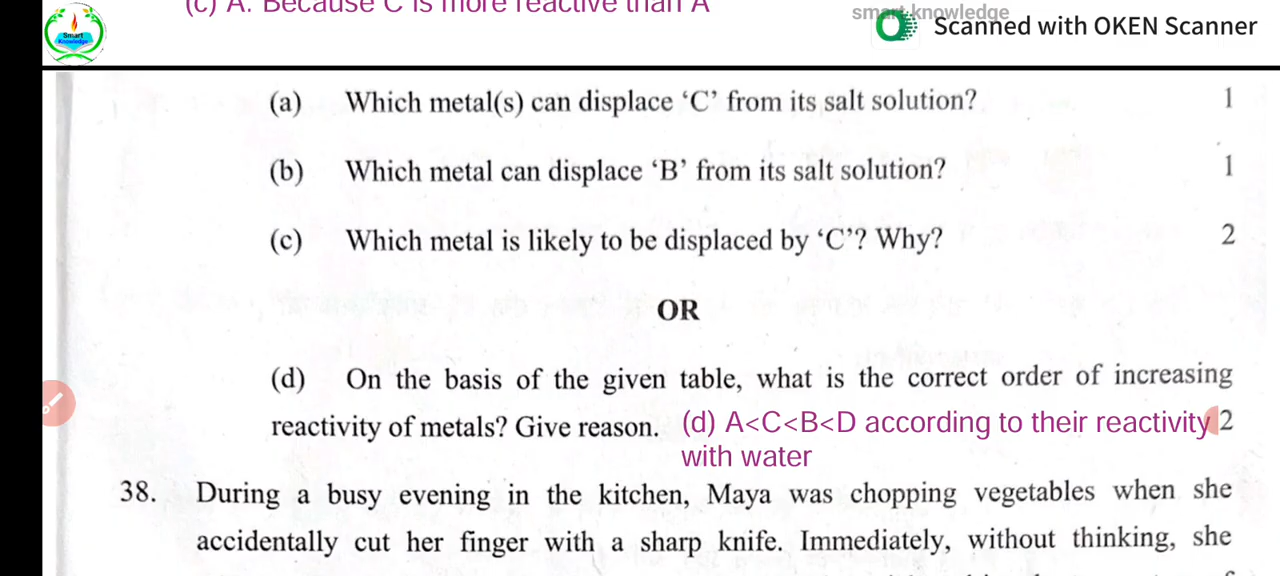 (c) A. Because C is more reactive than A
Smart
Knowledge
smart knowledge
Scanned with OKEN Scanner
(a) Which metal(s) can displace ‘C’ from its salt solution? 1
(b) Which metal can displace ‘B’ from its salt solution? 1
(c) Which metal is likely to be displaced by ‘C’? Why? 2
OR
(d) On the basis of the given table, what is the correct order of increasing
reactivity of metals? Give reason. (d) A<C<B<D according to their reactivity 2
with water
38. During a busy evening in the kitchen, Maya was chopping vegetables when she
accidentally cut her finger with a sharp knife. Immediately, without thinking, she